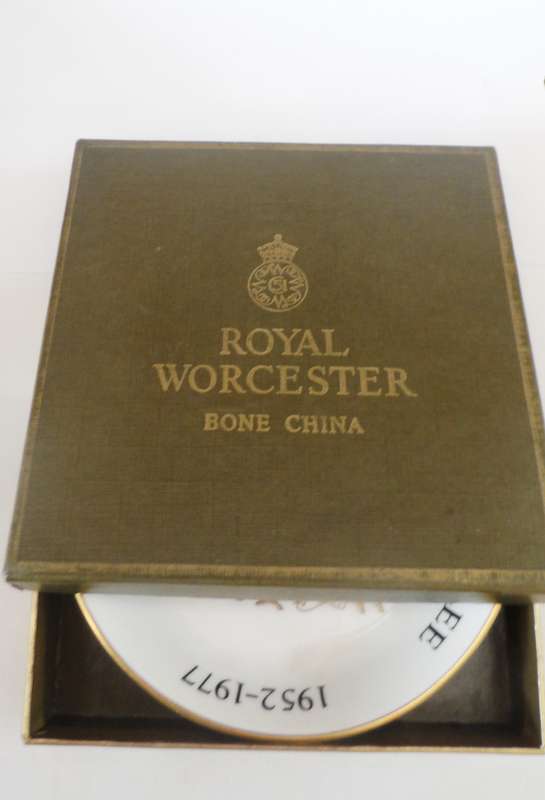 ROYAL
WORCESTER
BONE CHINA
EE
1952-1977